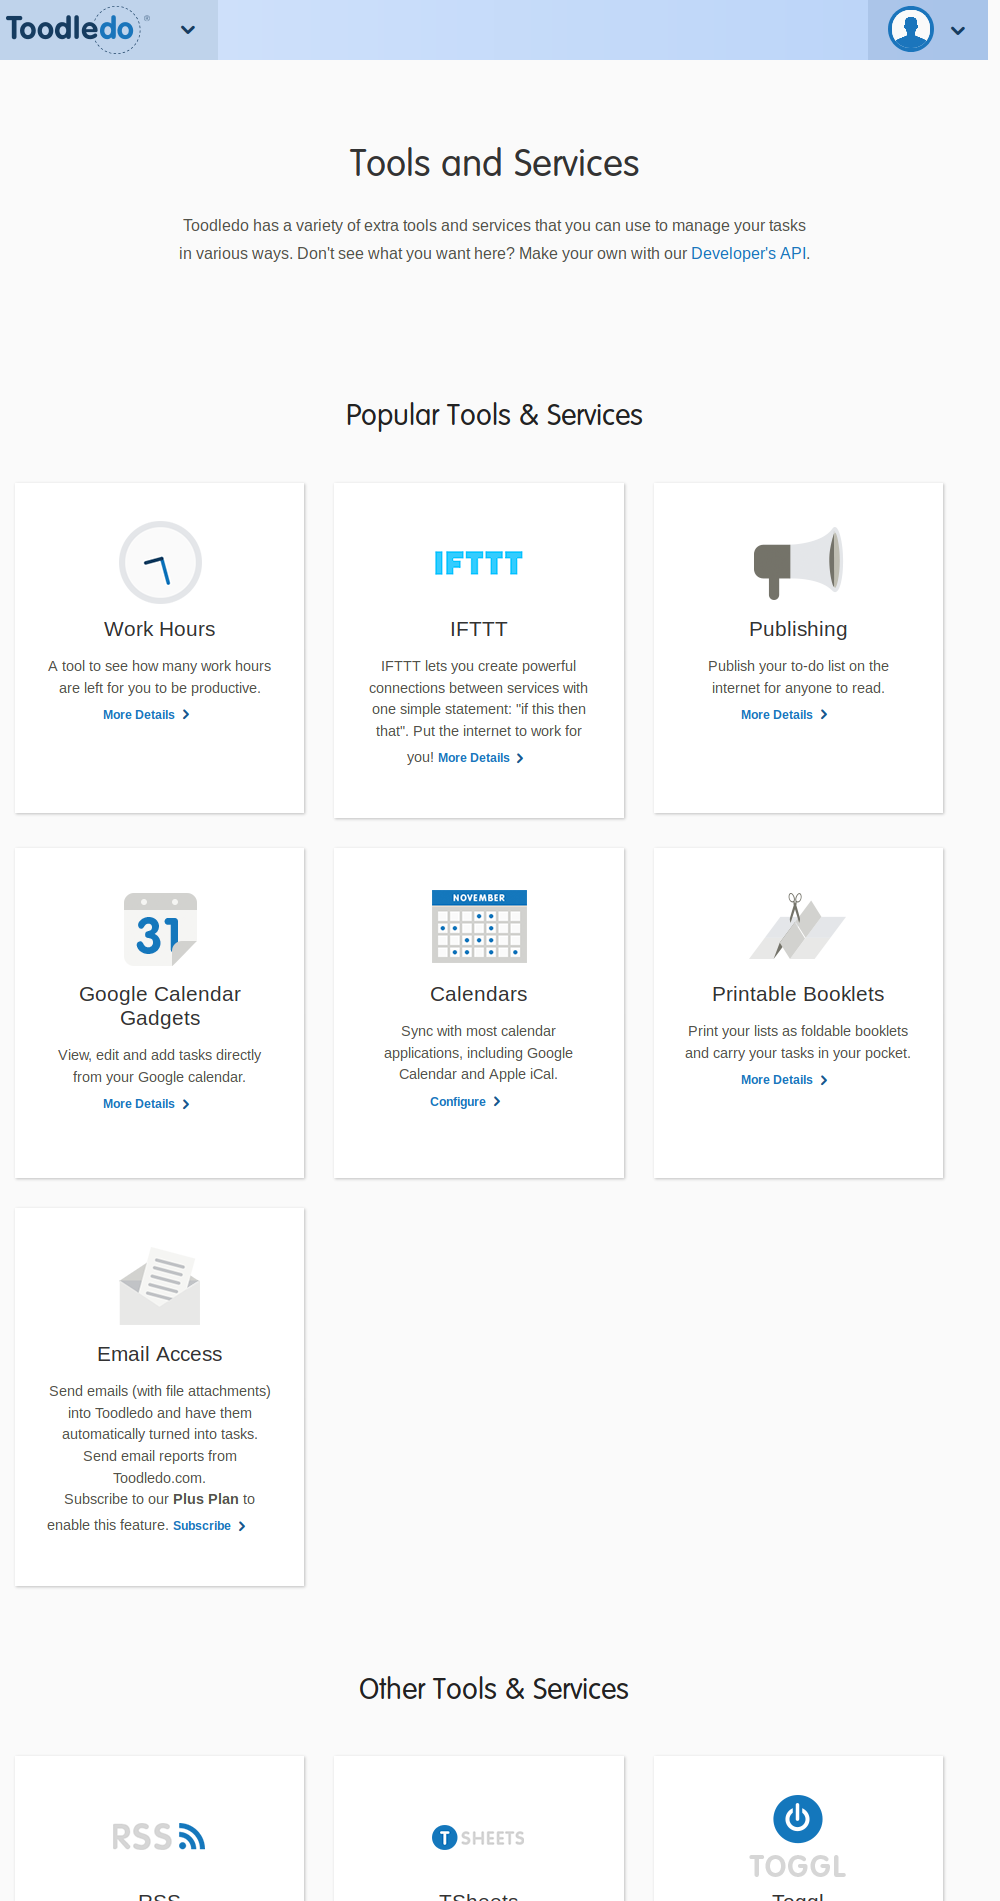 Toodledo®
Tools and Services
Toodledo has a variety of extra tools and services that you can use to manage your tasks
in various ways. Don't see what you want here? Make your own with our Developer's API.
Popular Tools & Services
Work Hours
A tool to see how many work hours
are left for you to be productive.
More Details
IFTTT
IFTTT
IFTTT lets you create powerful
connections between services with
one simple statement: "if this then
that". Put the internet to work for
you! More Details
Publishing
Publish your to-do list on the
internet for anyone to read.
More Details
31
Google Calendar
Gadgets
View, edit and add tasks directly
from your Google calendar.
More Details
NOVEMBER
Calendars
Sync with most calendar
applications, including Google
Calendar and Apple iCal.
Configure
Printable Booklets
Print your lists as foldable booklets
and carry your tasks in your pocket.
More Details
Email Access
Send emails (with file attachments)
into Toodledo and have them
automatically turned into tasks.
Send email reports from
Toodledo.com.
Subscribe to our Plus Plan to
enable this feature. Subscribe
Other Tools & Services
RSS
RSS
T SHEETS
TSheets
TOGGL
Toggl